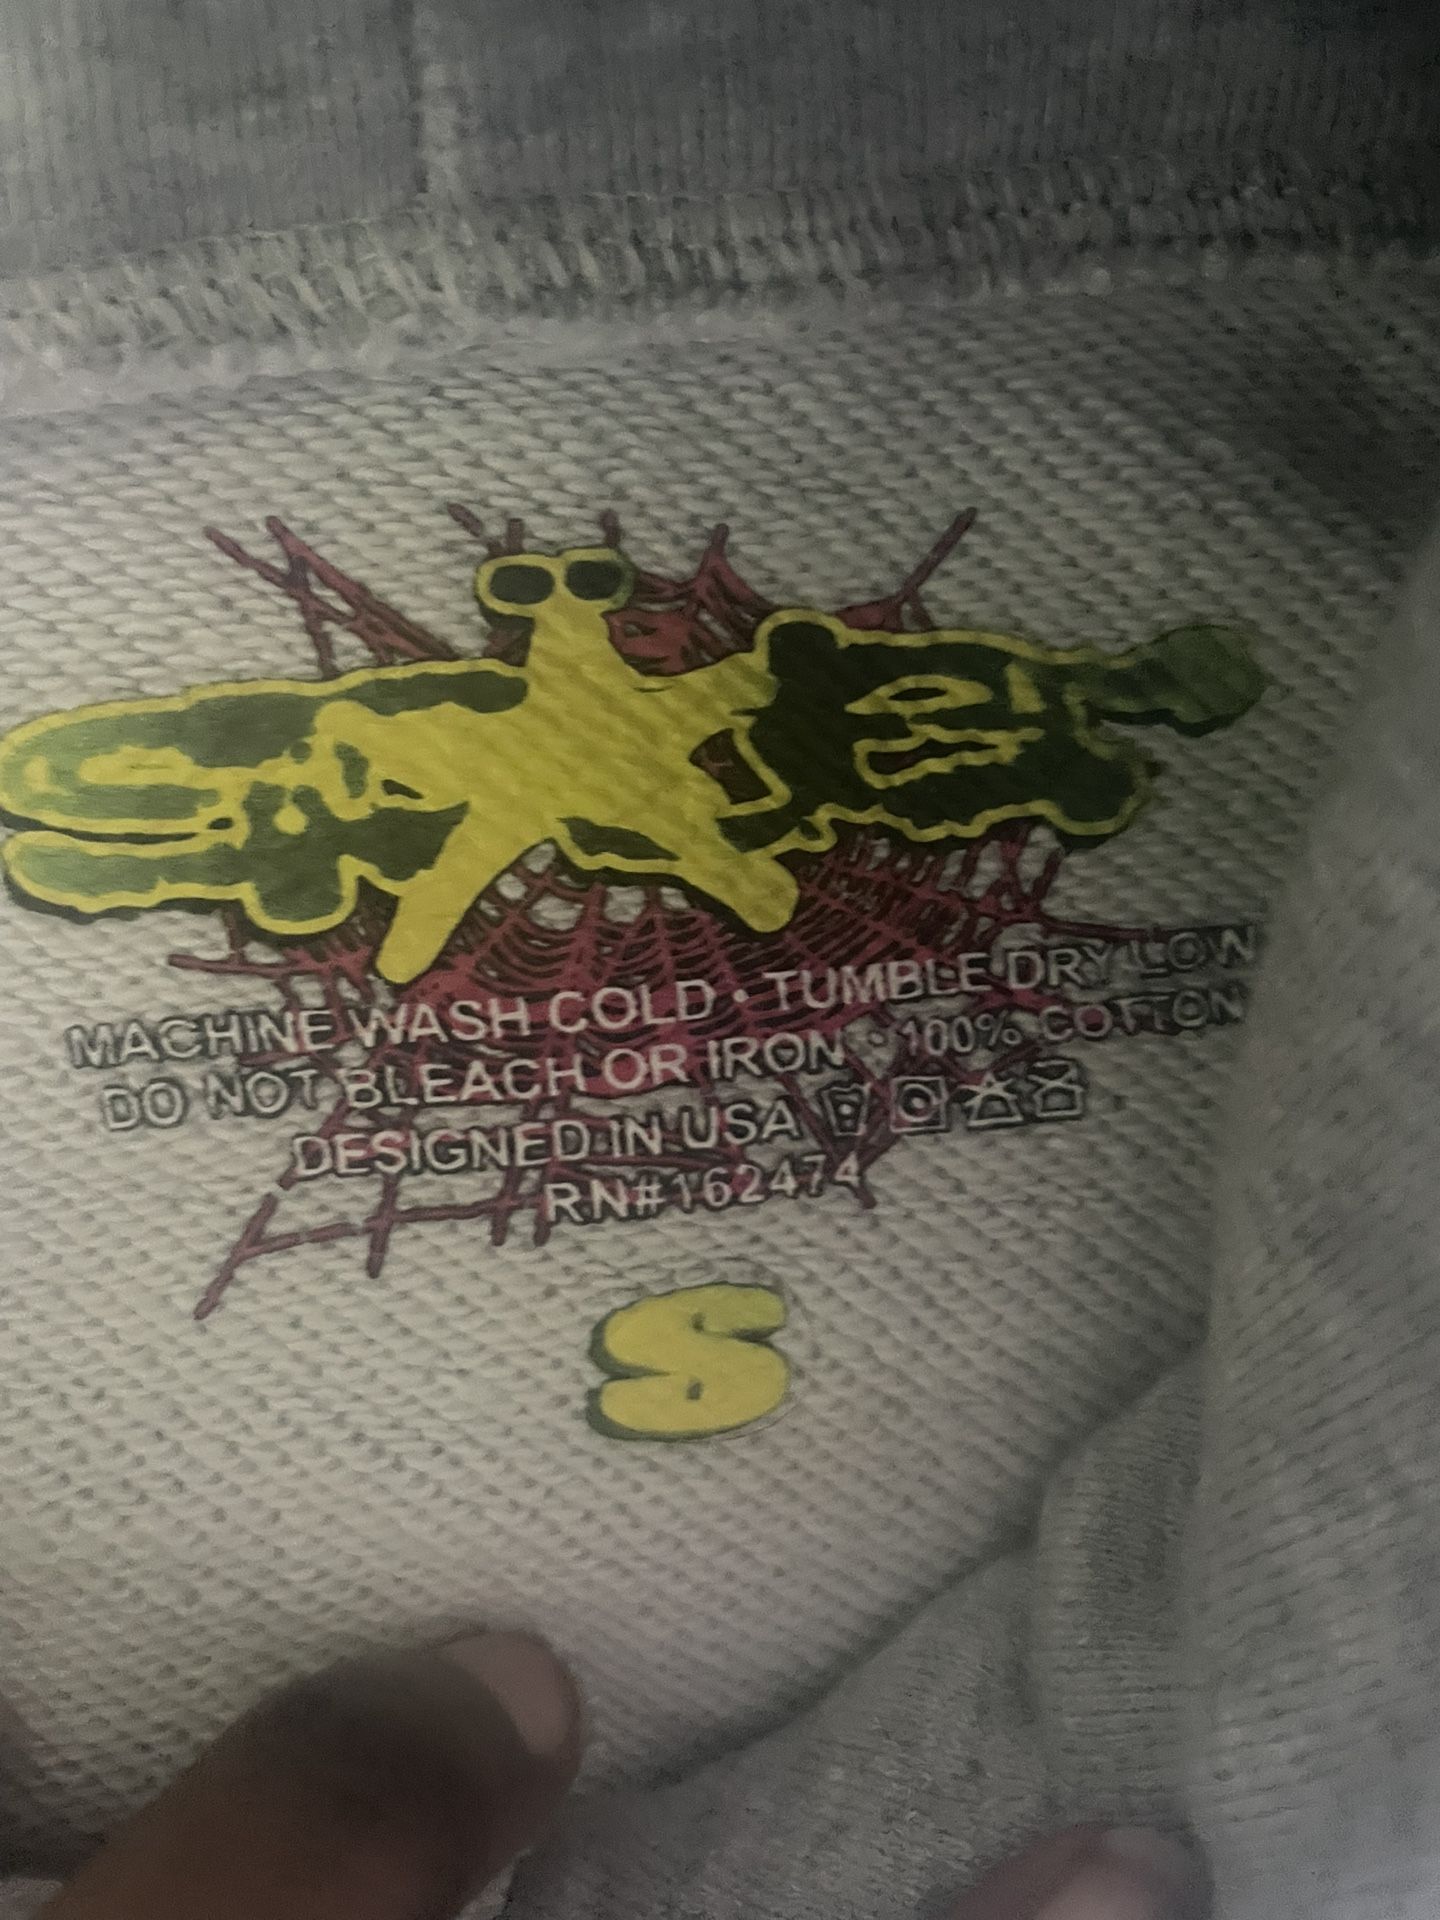 MACHINE WASH COLD • TUMBLE DRY LOW
DO NOT BLEACH OR IRON • 100% COTTON
DESIGNED IN USA
RN#162474
S